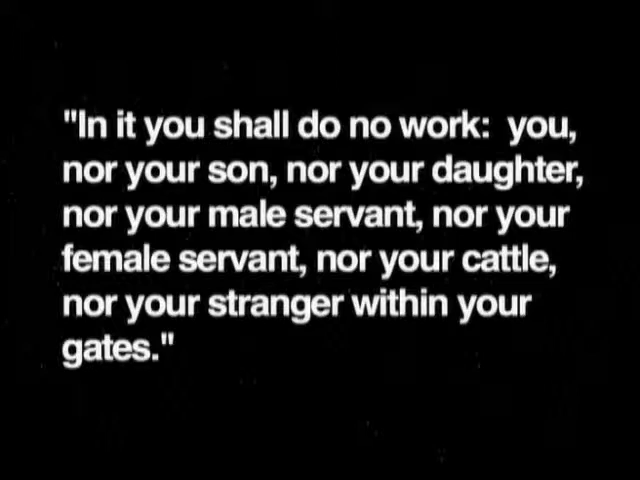 "In it you shall do no work:  you,
nor your son, nor your daughter,
nor your male servant, nor your
female servant, nor your cattle,
nor your stranger within your
gates."